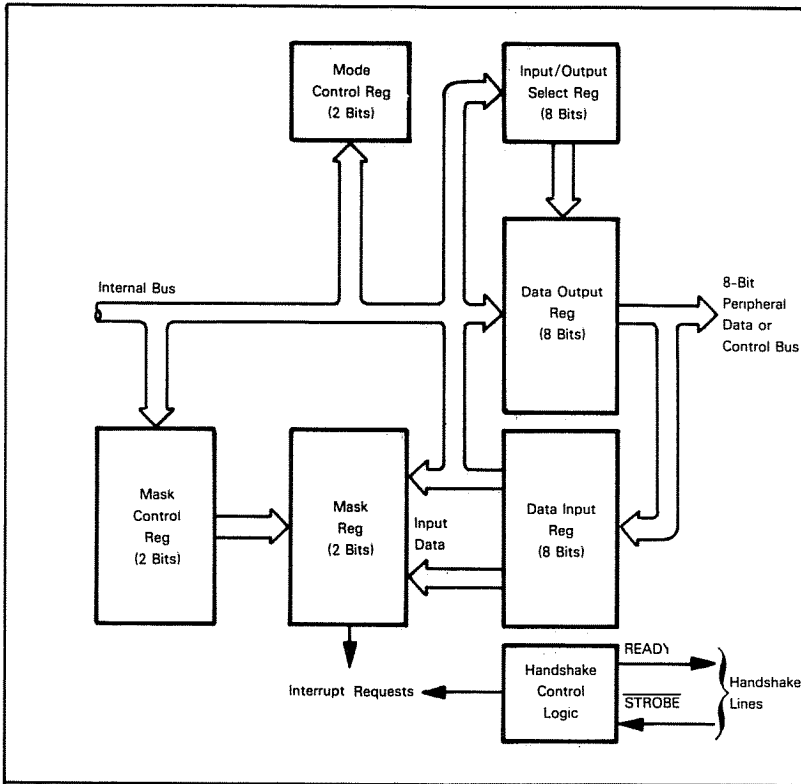 Mode
Control Reg
(2 Bits)
Input/Output
Select Reg
(8 Bits)
Internal Bus
Data Output
Reg
(8 Bits)
8-Bit
Peripheral
Data or
Control Bus
Mask
Control
Reg
(2 Bits)
Mask
Reg
(2 Bits)
Input
Data
Data Input
Reg
(8 Bits)
Interrupt Requests
Handshake
Control
Logic
READY
STROBE
Handshake
Lines